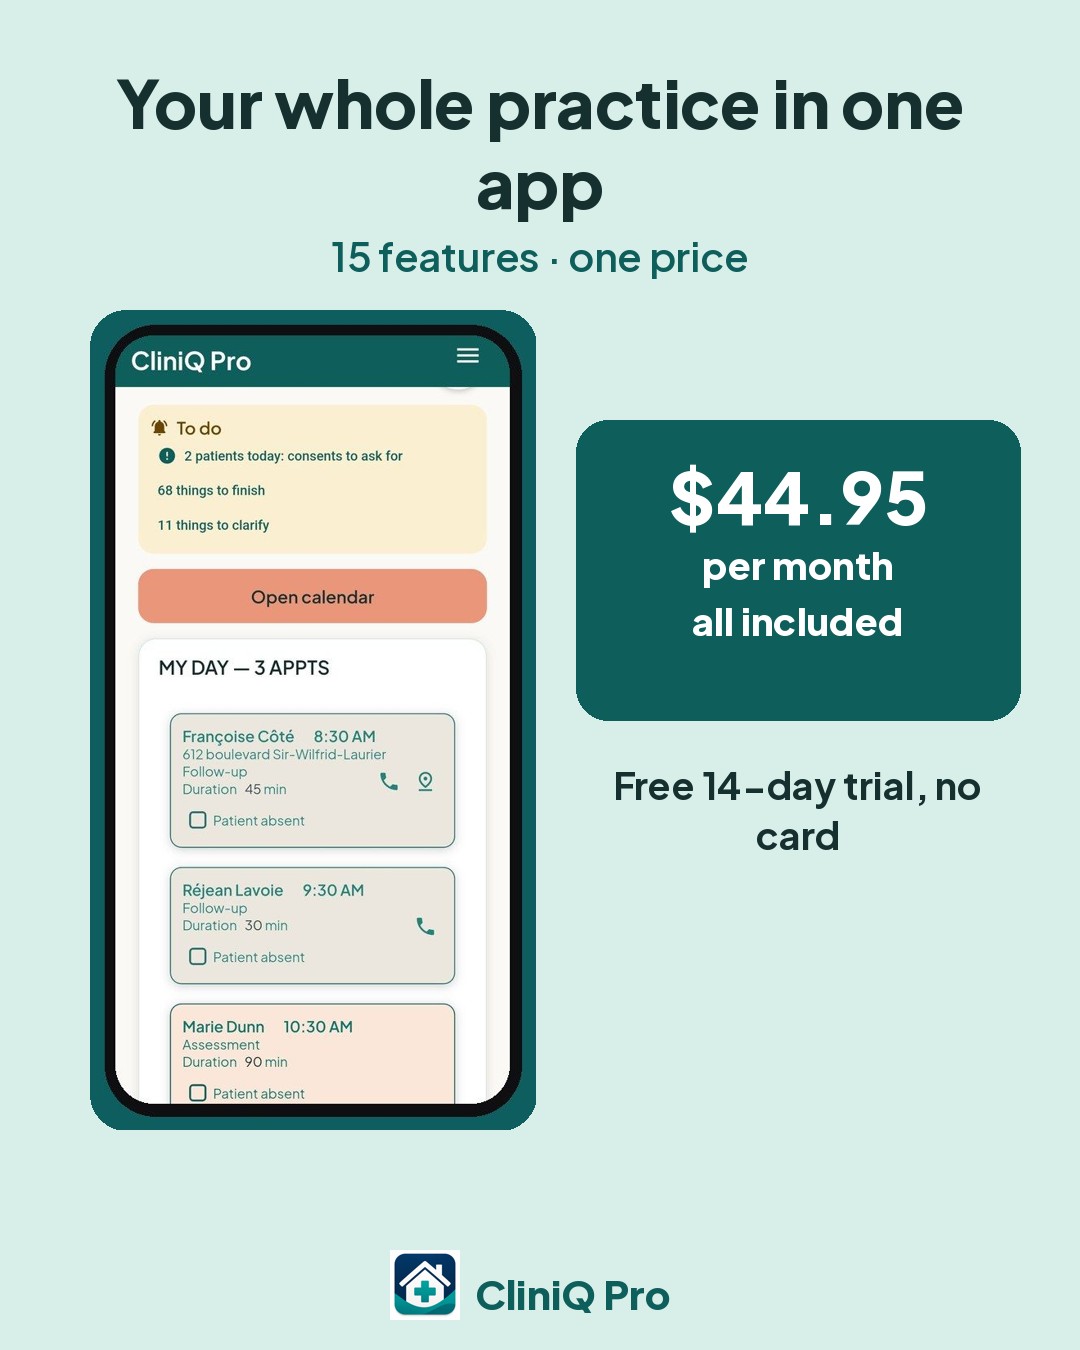 Your whole practice in one
app
15 features · one price
CliniQ Pro
To do
2 patients today: consents to ask for
68 things to finish
11 things to clarify
Open calendar
MY DAY — 3 APPTS
Françoise Côté 8:30 AM
612 boulevard Sir-Wilfrid-Laurier
Follow-up
Duration 45 min
Patient absent
Réjean Lavoie 9:30 AM
Follow-up
Duration 30 min
Patient absent
Marie Dunn 10:30 AM
Assessment
Duration 90 min
Patient absent
$44.95
per month
all included
Free 14-day trial, no
card
CliniQ Pro